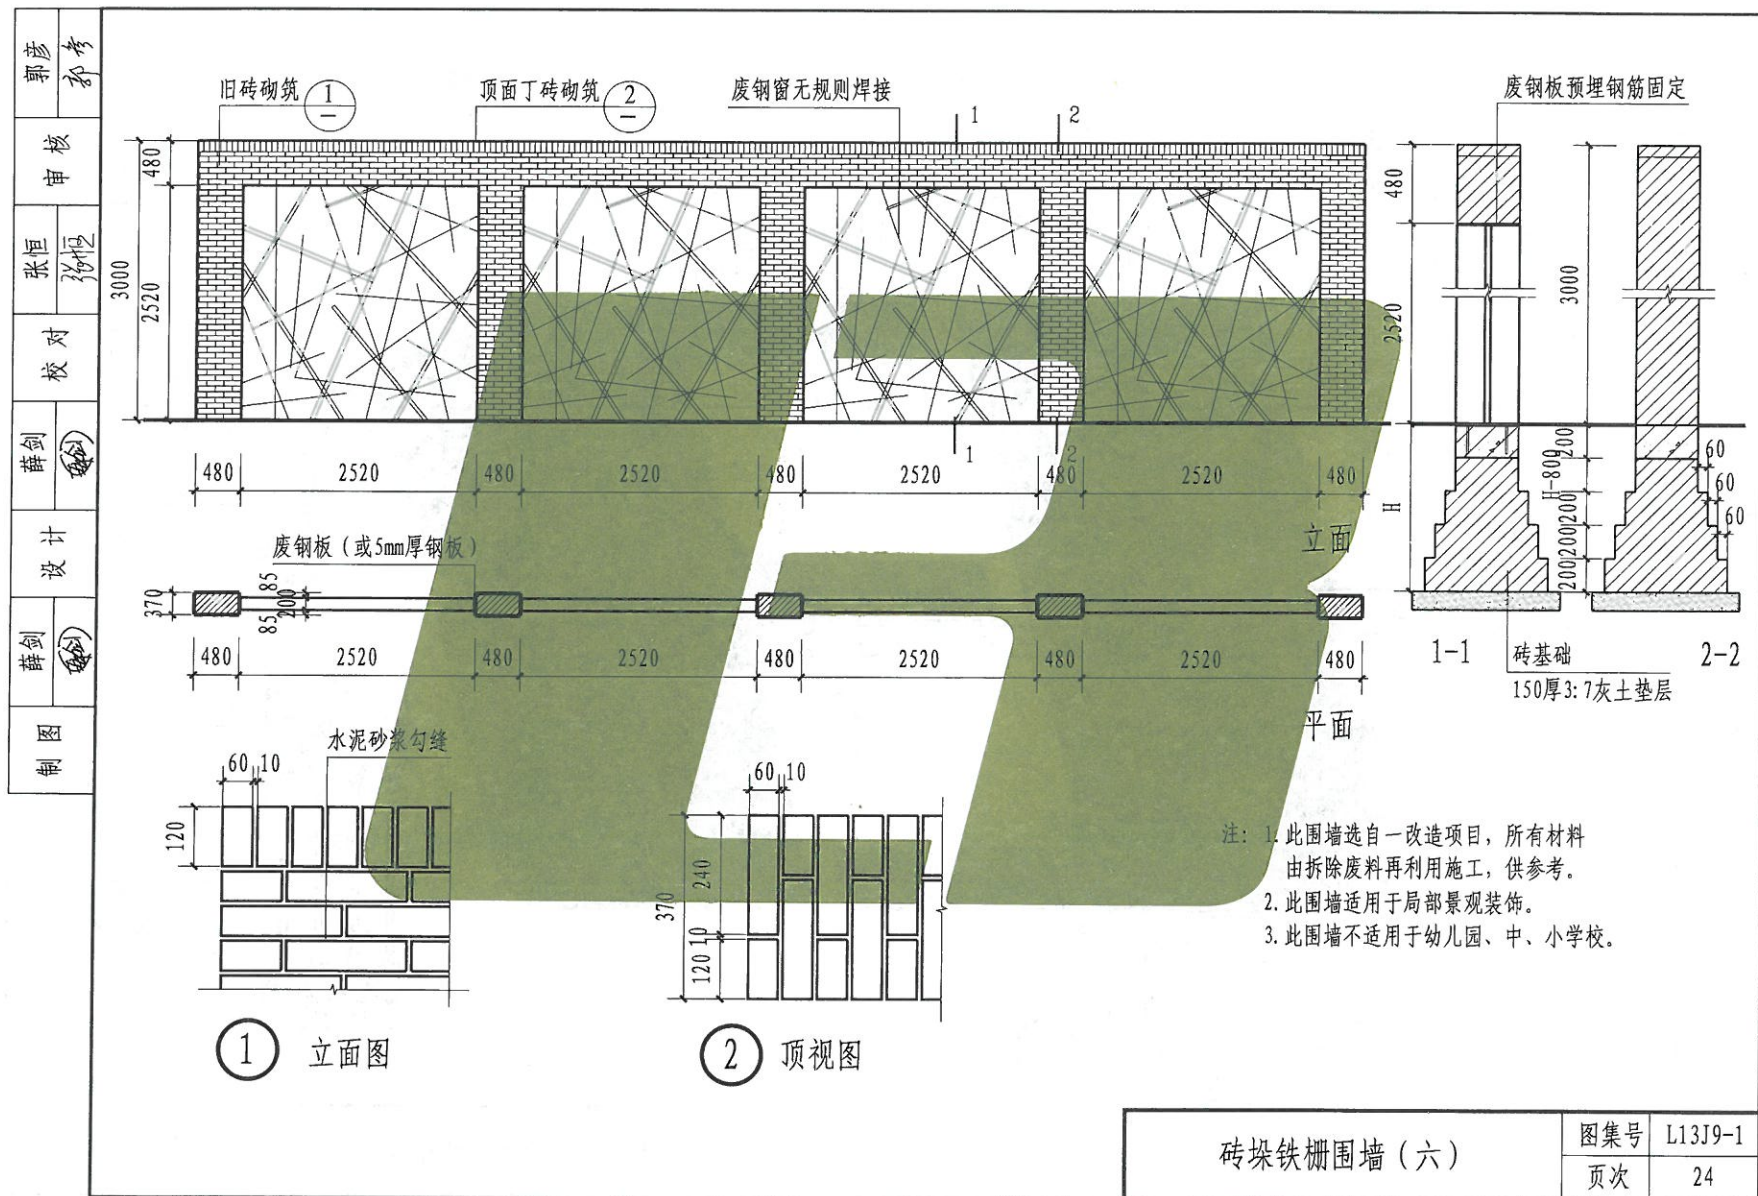 郭彦
审核
张恒
张恒
校对
薛剑
设计
薛剑
制图
旧砖砌筑
1
顶面丁砖砌筑
2
废钢窗无规则焊接
1
2
废钢板预埋钢筋固定
480
2520
3000
1
2
480 2520 480 2520 480 2520 480 2520 480
立面
480
2520
H
3000
200
H-800
200
200
200
60
60
60
废钢板（或5mm厚钢板）
370
85
200
85
480 2520 480 2520 480 2520 480 2520 480
平面
1-1
2-2
砖基础
150厚3:7灰土垫层
水泥砂浆勾缝
60 10
120
1 立面图
60 10
370
240
10
120
2 顶视图
注：1.此围墙选自一改造项目，所有材料
由拆除废料再利用施工，供参考。
2.此围墙适用于局部景观装饰。
3.此围墙不适用于幼儿园、中、小学校。
砖垛铁栅围墙（六）
图集号 L13J9-1
页次 24